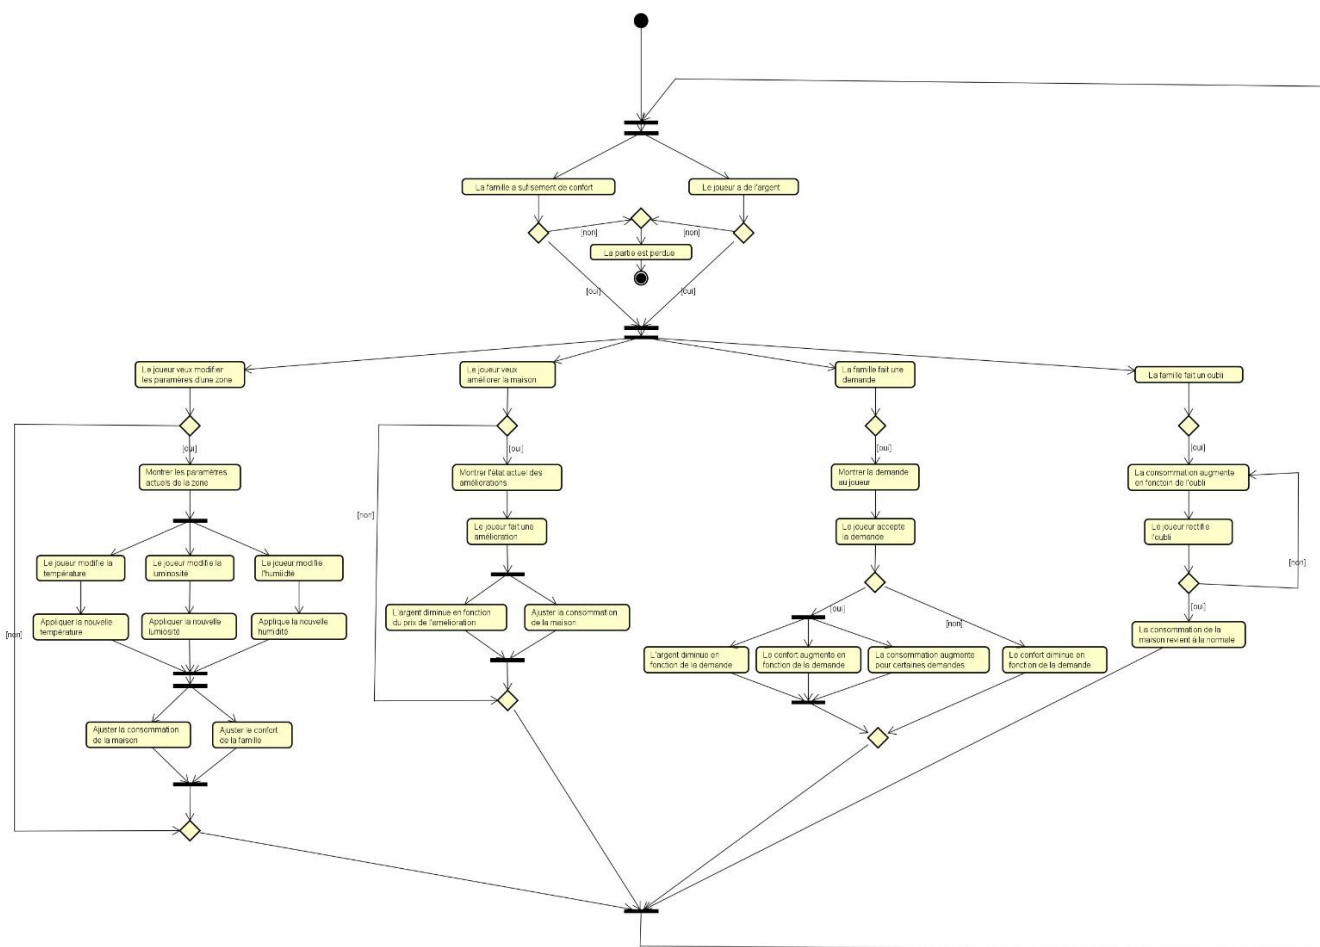 La famille a sufisement de confort
Le joueur a de l'argent
[non]
[non]
La partie est perdue
[oui]
[oui]
Le joueur veux modifier
les paramères d'une zone
Le joueur veux
améliorer la maison
La famille fait une
demande
La famille fait un oubli
[oui]
[oui]
[oui]
[oui]
Montrer les paramètres
actuels de la zone
Montrer l'état actuel des
améliorations
Montrer la demande
au joueur
La consommation augmente
en fonctoin de l'oubli
[non]
Le joueur fait une
amélioration
Le joueur accepte
la demande
Le joueur rectifie
l'oubli
[non]
Le joueur modifie la
température
Le joueur modifie la
luminosité
Le joueur modifie
l'humiidté
[oui]
[oui]
[non]
Appliquer la nouvelle
température
Appliquer la nouvelle
lumiosité
Applique la nouvelle
humidité
L'argent diminue en fonction
du prix de l'amélioration
Ajuster la consommation
de la maison
[non]
La consommation de la
maison revient à la normale
L'argent diminue en
fonction de la demande
Le confort augmente en
fonction de la demande
La consommation augmente
pour certaines demandes
Le confort diminue en
fonction de la demande
Ajuster la consommation
de la maison
Ajuster le confort
de la famille